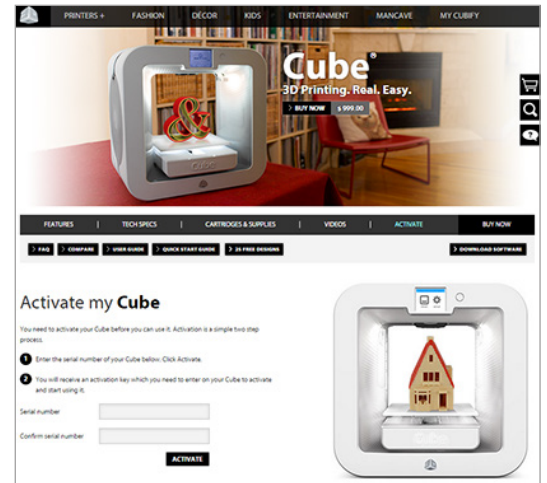 PRINTERS + FASHION DÉCOR KIDS ENTERTAINMENT MANCAVE MY CUBIFY
Cube®
3D Printing. Real. Easy.
> BUY NOW $ 999.00
&
Cube
FEATURES | TECH SPECS | CARTRIDGES & SUPPLIES | VIDEOS | ACTIVATE BUY NOW
> FAQ > COMPARE > USER GUIDE > QUICK START GUIDE > 25 FREE DESIGNS > DOWNLOAD SOFTWARE
Activate my Cube
You need to activate your Cube before you can use it. Activation is a simple two step
process.
1 Enter the serial number of your Cube below. Click Activate.
2 You will receive an activation key which you need to enter on your Cube to activate
and start using it.
Serial number
Confirm serial number
ACTIVATE
Cube